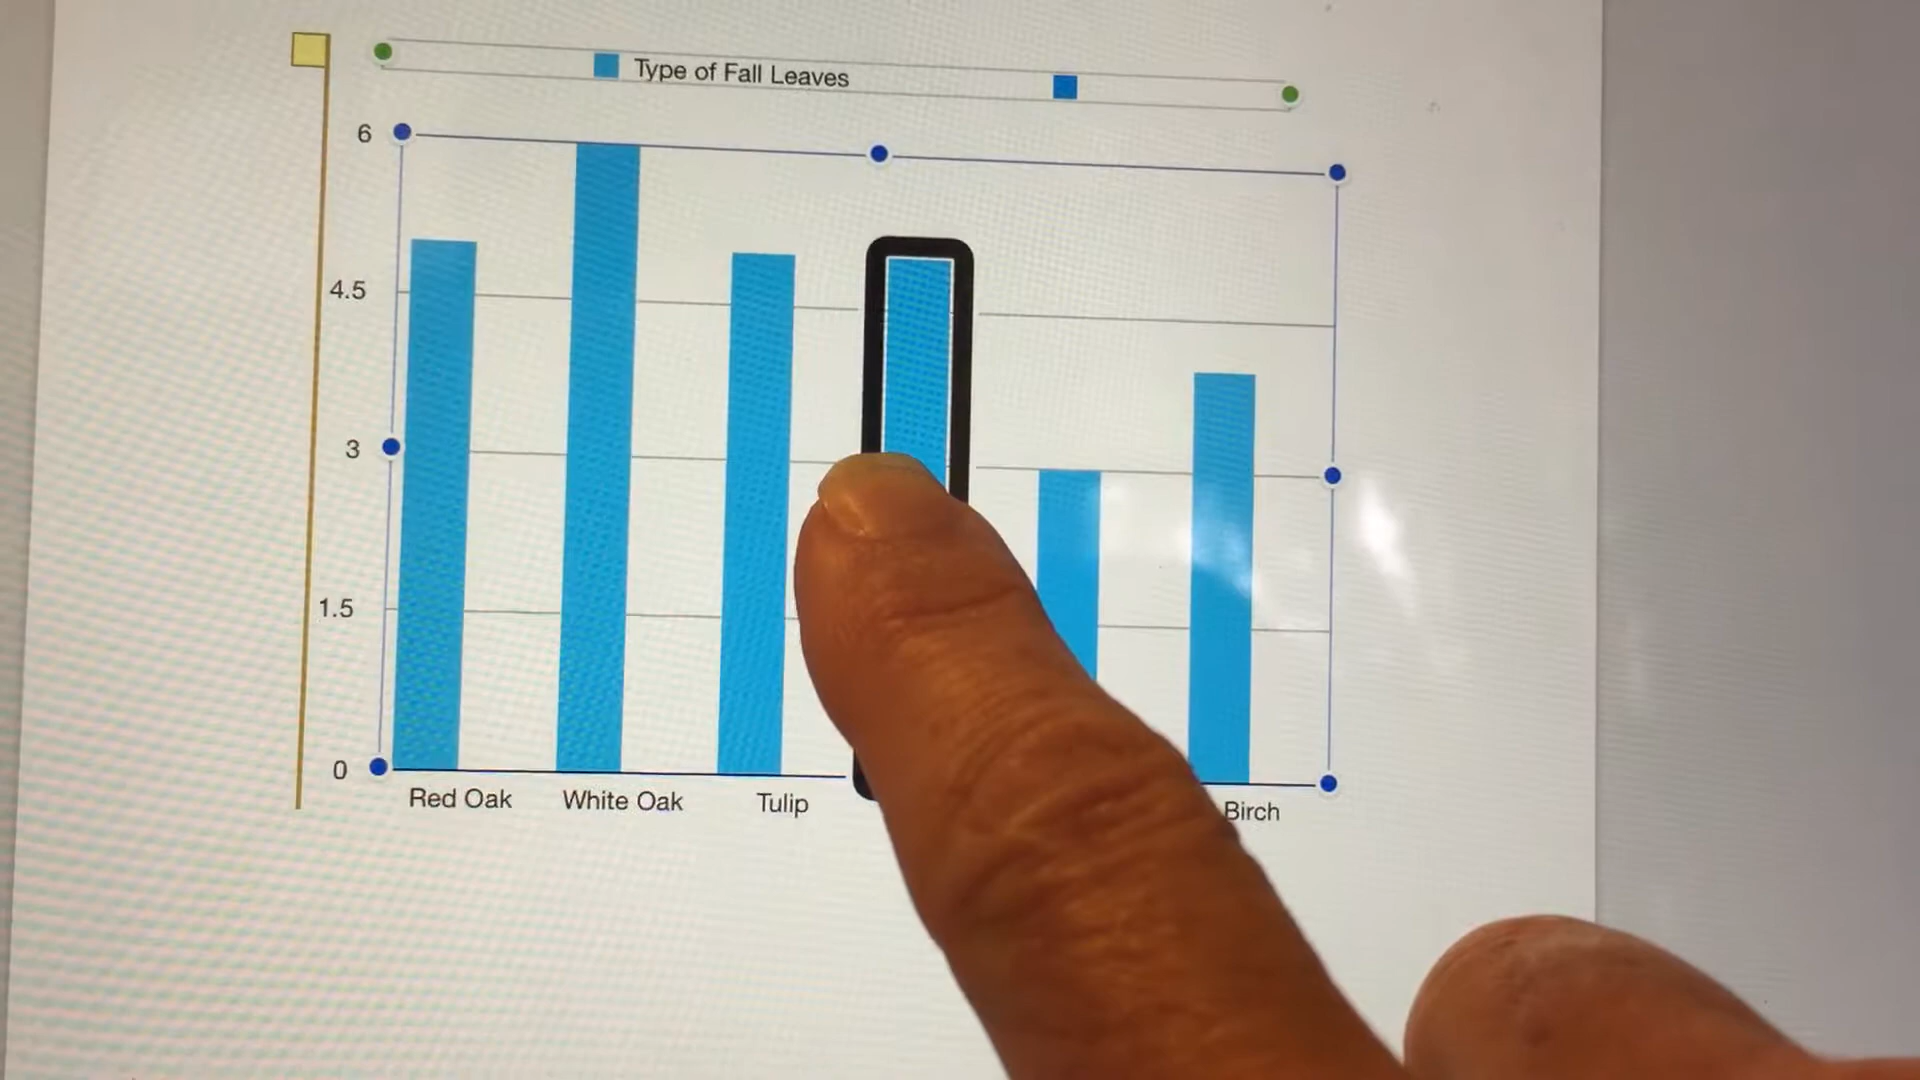 Type of Fall Leaves
6
4.5
3
1.5
0
Red Oak
White Oak
Tulip
Birch